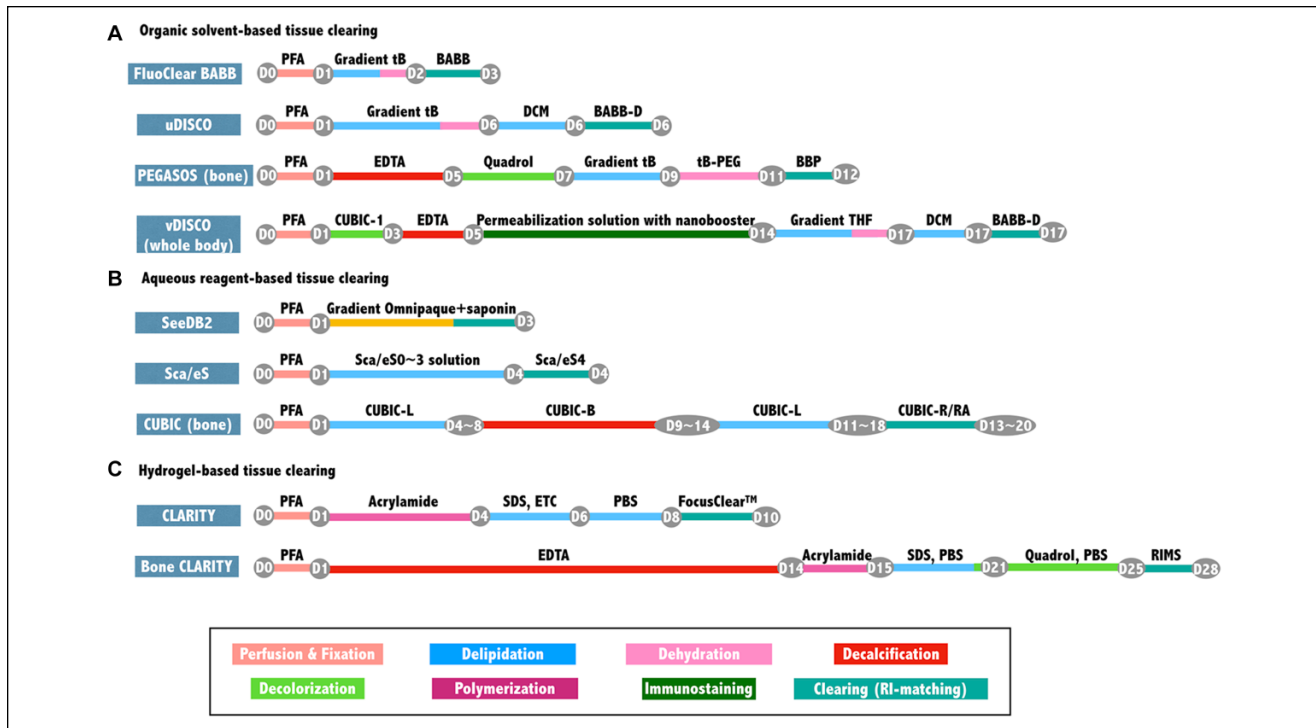 A Organic solvent-based tissue clearing
PFA Gradient tB BABB
FluoClear BABB D0 D1 D2 D3
PFA Gradient tB DCM BABB-D
uDISCO D0 D1 D6 D6 D6
PFA EDTA Quadrol Gradient tB tB-PEG BBP
PEGASOS (bone) D0 D1 D5 D7 D9 D11 D12
PFA CUBIC-1 EDTA Permeabilization solution with nanobooster Gradient THF DCM BABB-D
vDISCO
(whole body) D0 D1 D3 D5 D14 D17 D17 D17
B Aqueous reagent-based tissue clearing
PFA Gradient Omnipaque+saponin
SeeDB2 D0 D1 D3
PFA Sca/eS0~3 solution Sca/eS4
Sca/eS D0 D1 D4 D4
PFA CUBIC-L CUBIC-B CUBIC-L CUBIC-R/RA
CUBIC (bone) D0 D1 D4~8 D9~14 D11~18 D13~20
C Hydrogel-based tissue clearing
PFA Acrylamide SDS, ETC PBS FocusClear™
CLARITY D0 D1 D4 D6 D8 D10
PFA EDTA Acrylamide SDS, PBS Quadrol, PBS RIMS
Bone CLARITY D0 D1 D14 D15 D21 D25 D28
Perfusion & Fixation Delipidation Dehydration Decalcification
Decolorization Polymerization Immunostaining Clearing (RI-matching)